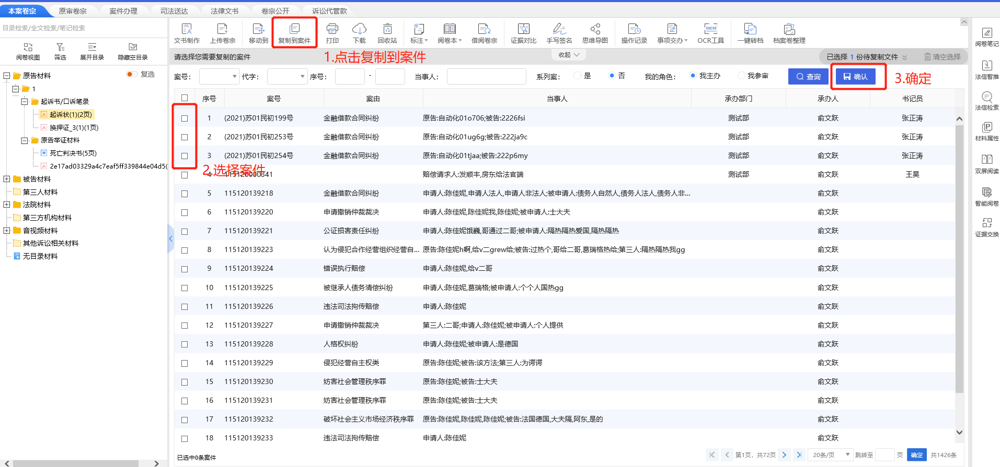 本案卷宗 原审卷宗 案件办理 司法送达 法律文书 卷宗公开 诉讼代管款
目录检索/全文检索/笔记检索
阅卷视图 筛选 展开目录 隐藏空目录
原告材料 复选
1
起诉书/口诉笔录
起诉状(1)(2页)
换押证_3(1)(1页)
原告举证材料
死亡判决书(5页)
2e17ad03329a4c7eaf5ff339844e04d5(
被告材料
第三人材料
法院材料
第三方机构材料
音视频材料
其他诉讼相关材料
无目录材料
文书制作 上传卷宗 移动到 复制到案件 打印 下载 回收站 标注 阅卷本 借阅卷宗 证据对比 手写签名 思维导图 操作记录 事项交办 OCR工具 一键转档 档案卷整理
请选择您需要复制的案件 1.点击复制到案件 收起 已选择 1 份待复制文件 清空选择
案号： 代字： 序号： - 当事人： 系列案： 是 否 我的角色： 我主办 我参审 查询 确认 3.确定
序号 案号 案由 当事人 承办部门 承办人 书记员
1 (2021)苏01民初199号 金融借款合同纠纷 原告:自动化01o706;被告:2226fsi 测试部 俞文跃 张正涛
2 (2021)苏01民初253号 金融借款合同纠纷 原告:自动化01ug6g;被告:222ja9c 测试部 俞文跃 张正涛
3 (2021)苏01民初254号 金融借款合同纠纷 原告:自动化01tjaa;被告:222p6my 测试部 俞文跃 张正涛
2.选择案件
4 115120000341 赔偿请求人:发顺丰,房东给法官端 测试部 俞文跃 王昊
5 115120139218 金融借款合同纠纷 申请人:陈佳妮,申请人法人,申请人非法人;被申请人:债务人自然人,债务人法人,债务人非... 俞文跃
6 115120139220 申请撤销仲裁裁决 申请人:陈佳妮,陈佳妮我,陈佳妮;被申请人:士大夫 俞文跃
7 115120139221 公证损害责任纠纷 申请人:陈佳妮饿巍,哥通过二哥;被申请人:隔热隔热爱国,隔热隔热 俞文跃
8 115120139223 认为侵犯合作经营组织经营自... 原告:陈佳妮h啊,给v二grew给;被告:过热个,哥给二哥,葛瑞格热给;第三人:隔热隔热我gg 俞文跃
9 115120139224 错误执行赔偿 申请人:陈佳妮,给v二哥 俞文跃
10 115120139225 被继承人债务清偿纠纷 申请人:陈佳妮,葛瑞格;被申请人:个个人国热gg 俞文跃
11 115120139226 违法司法拘传赔偿 申请人:陈佳妮 俞文跃
12 115120139227 申请撤销仲裁裁决 第三人:二哥;申请人:陈佳妮;被申请人:个人提供 俞文跃
13 115120139228 人格权纠纷 申请人:陈佳妮;被申请人:是德国 俞文跃
14 115120139229 侵犯经营自主权类 原告:陈佳妮;被告:该方法;第三人:为谔谔 俞文跃
15 115120139230 妨害社会管理秩序罪 原告:陈佳妮;被告:士大夫 俞文跃
16 115120139231 妨害社会管理秩序罪 原告:陈佳妮;被告:士大夫 俞文跃
17 115120139232 破坏社会主义市场经济秩序罪 原告:陈佳妮,陈佳妮,陈佳妮;被告:法国德国,大夫隔,阿东,是的 俞文跃
18 115120139233 违法司法拘传赔偿 申请人:陈佳妮 俞文跃
已选中0条案件 第1页，共72页 20条/页 跳转至 页 确定 共1426条
阅卷笔记
法信智推
法信检索
材料属性
双屏阅读
智能阅卷
证据交换